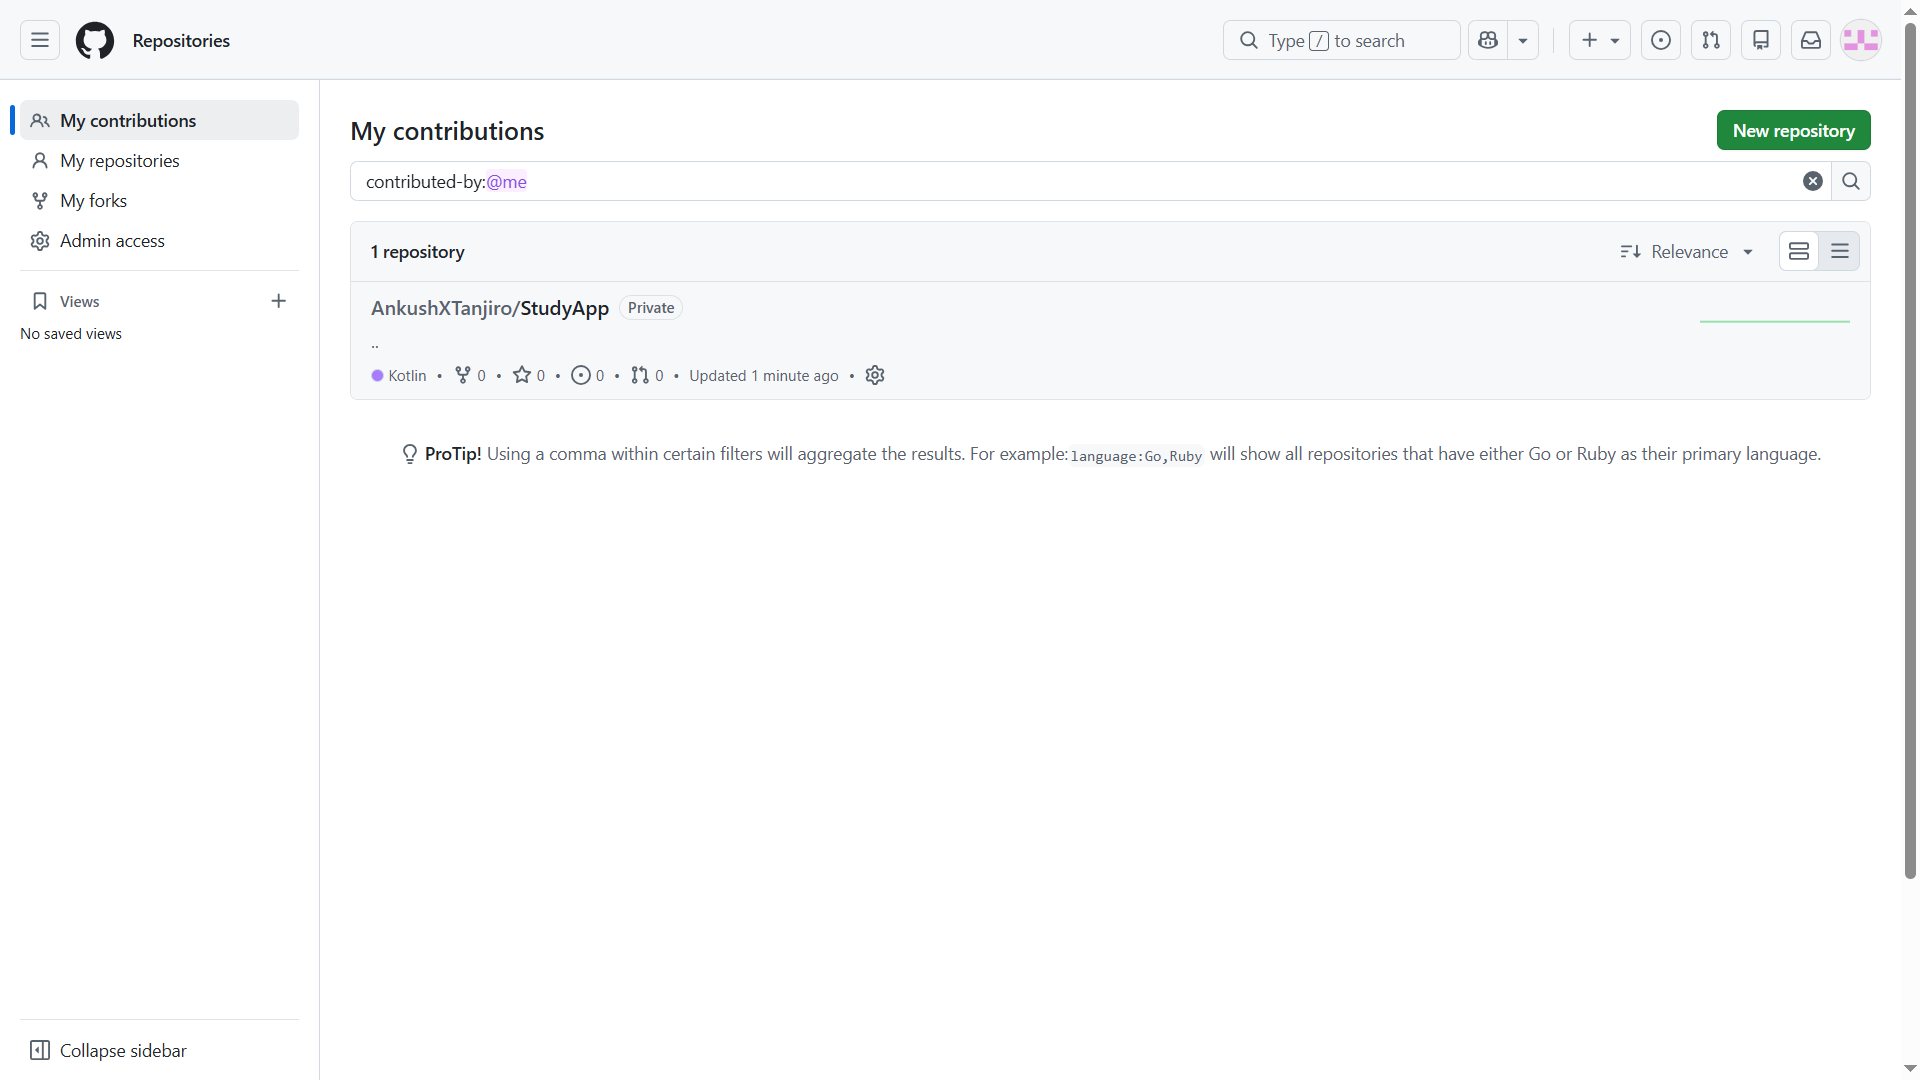 Repositories
Type / to search
My contributions
My repositories
My forks
Admin access
Views
No saved views
Collapse sidebar
My contributions
New repository
contributed-by:@me
1 repository
Relevance
AnkushXTanjiro/StudyApp Private
..
Kotlin • 0 • 0 • 0 • 0 • Updated 1 minute ago •
ProTip! Using a comma within certain filters will aggregate the results. For example: language:Go,Ruby will show all repositories that have either Go or Ruby as their primary language.